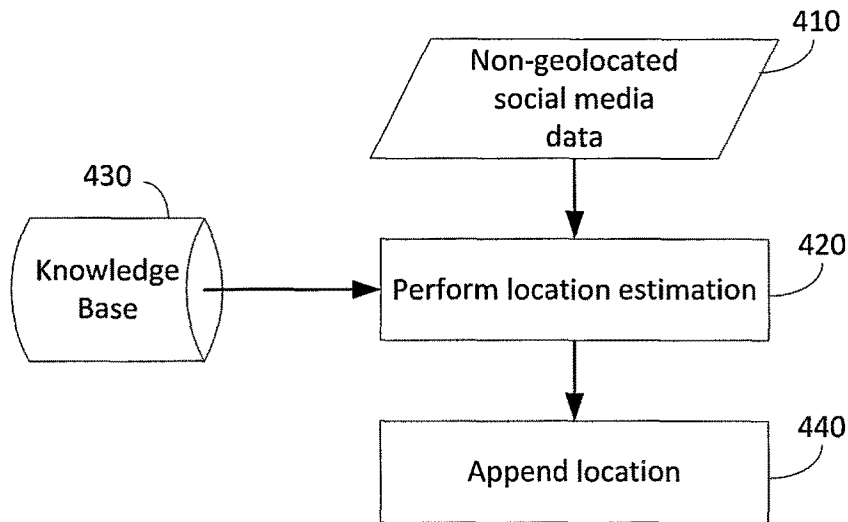 410
Non-geolocated
social media
data
430
Knowledge
Base
420
Perform location estimation
440
Append location